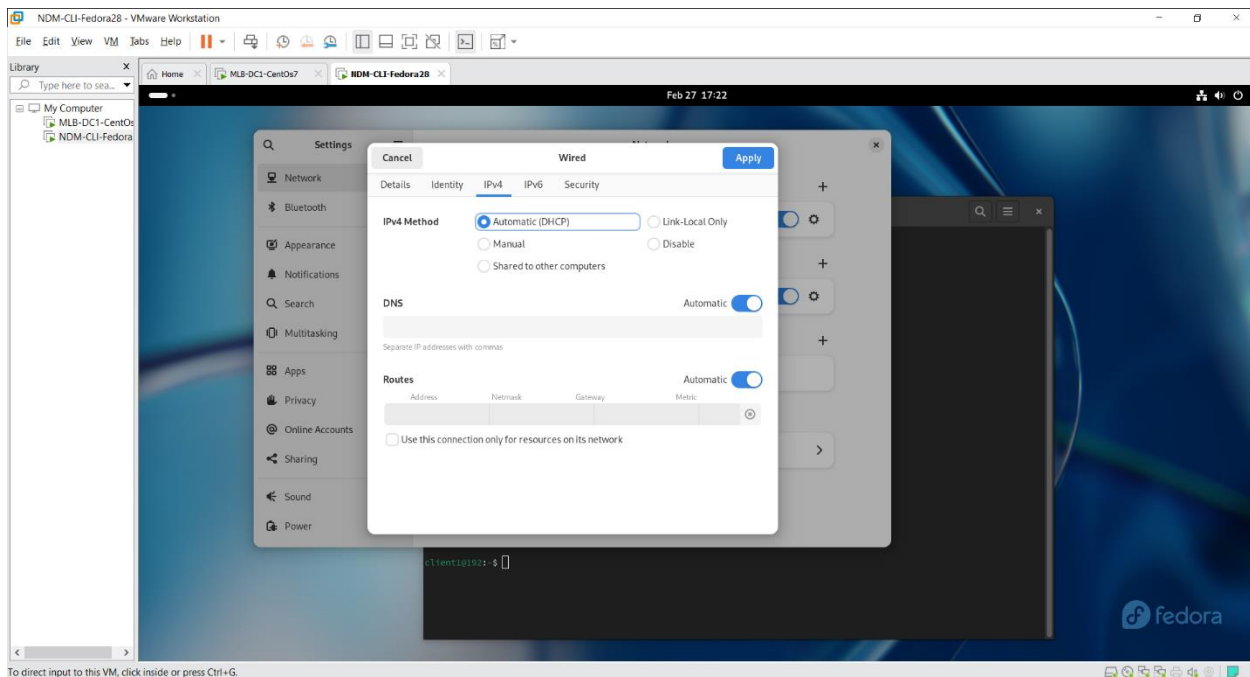 NDM-CLI-Fedora28 - VMware Workstation
File Edit View VM Tabs Help
Library
Type here to sea...
My Computer
MLB-DC1-CentOs
NDM-CLI-Fedora
Home
MLB-DC1-CentOs7
NDM-CLI-Fedora28
Feb 27 17:22
Settings
Network
Bluetooth
Appearance
Notifications
Search
Multitasking
Apps
Privacy
Online Accounts
Sharing
Sound
Power
Cancel Wired Apply
Details Identity IPv4 IPv6 Security
IPv4 Method Automatic (DHCP) Link-Local Only
Manual Disable
Shared to other computers
DNS Automatic
Separate IP addresses with commas
Routes Automatic
Address Netmask Gateway Metric
Use this connection only for resources on its network
client1@192:~$
fedora
To direct input to this VM, click inside or press Ctrl+G.